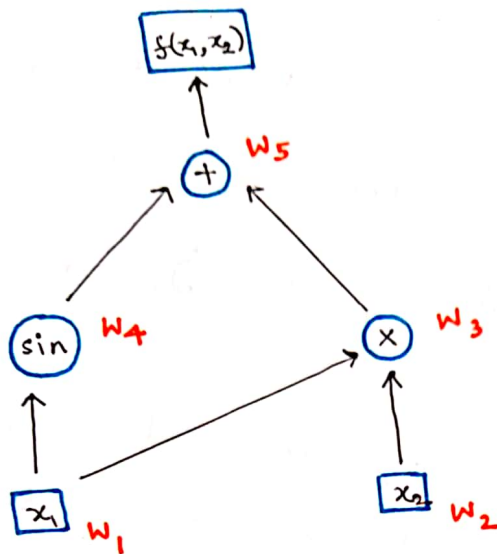 f(x₁, x₂)
+ W5
sin W4
x W3
x₁ W1
x₂ W2